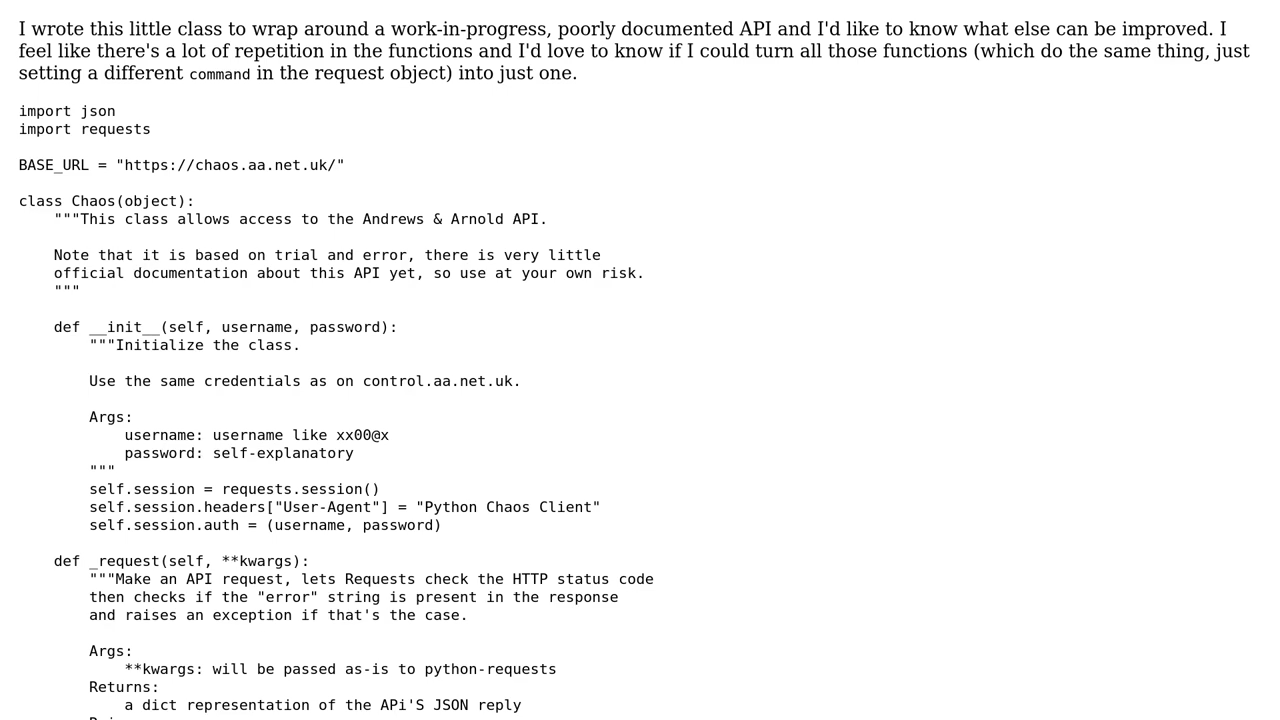 I wrote this little class to wrap around a work-in-progress, poorly documented API and I'd like to know what else can be improved. I
feel like there's a lot of repetition in the functions and I'd love to know if I could turn all those functions (which do the same thing, just
setting a different command in the request object) into just one.
import json
import requests
BASE_URL = "https://chaos.aa.net.uk/"
class Chaos(object):
    """This class allows access to the Andrews & Arnold API.
    Note that it is based on trial and error, there is very little
    official documentation about this API yet, so use at your own risk.
    """
    def __init__(self, username, password):
        """Initialize the class.
        Use the same credentials as on control.aa.net.uk.
        Args:
            username: username like xx00@x
            password: self-explanatory
        """
        self.session = requests.session()
        self.session.headers["User-Agent"] = "Python Chaos Client"
        self.session.auth = (username, password)
    def _request(self, **kwargs):
        """Make an API request, lets Requests check the HTTP status code
        then checks if the "error" string is present in the response
        and raises an exception if that's the case.
        Args:
            **kwargs: will be passed as-is to python-requests
        Returns:
            a dict representation of the APi'S JSON reply